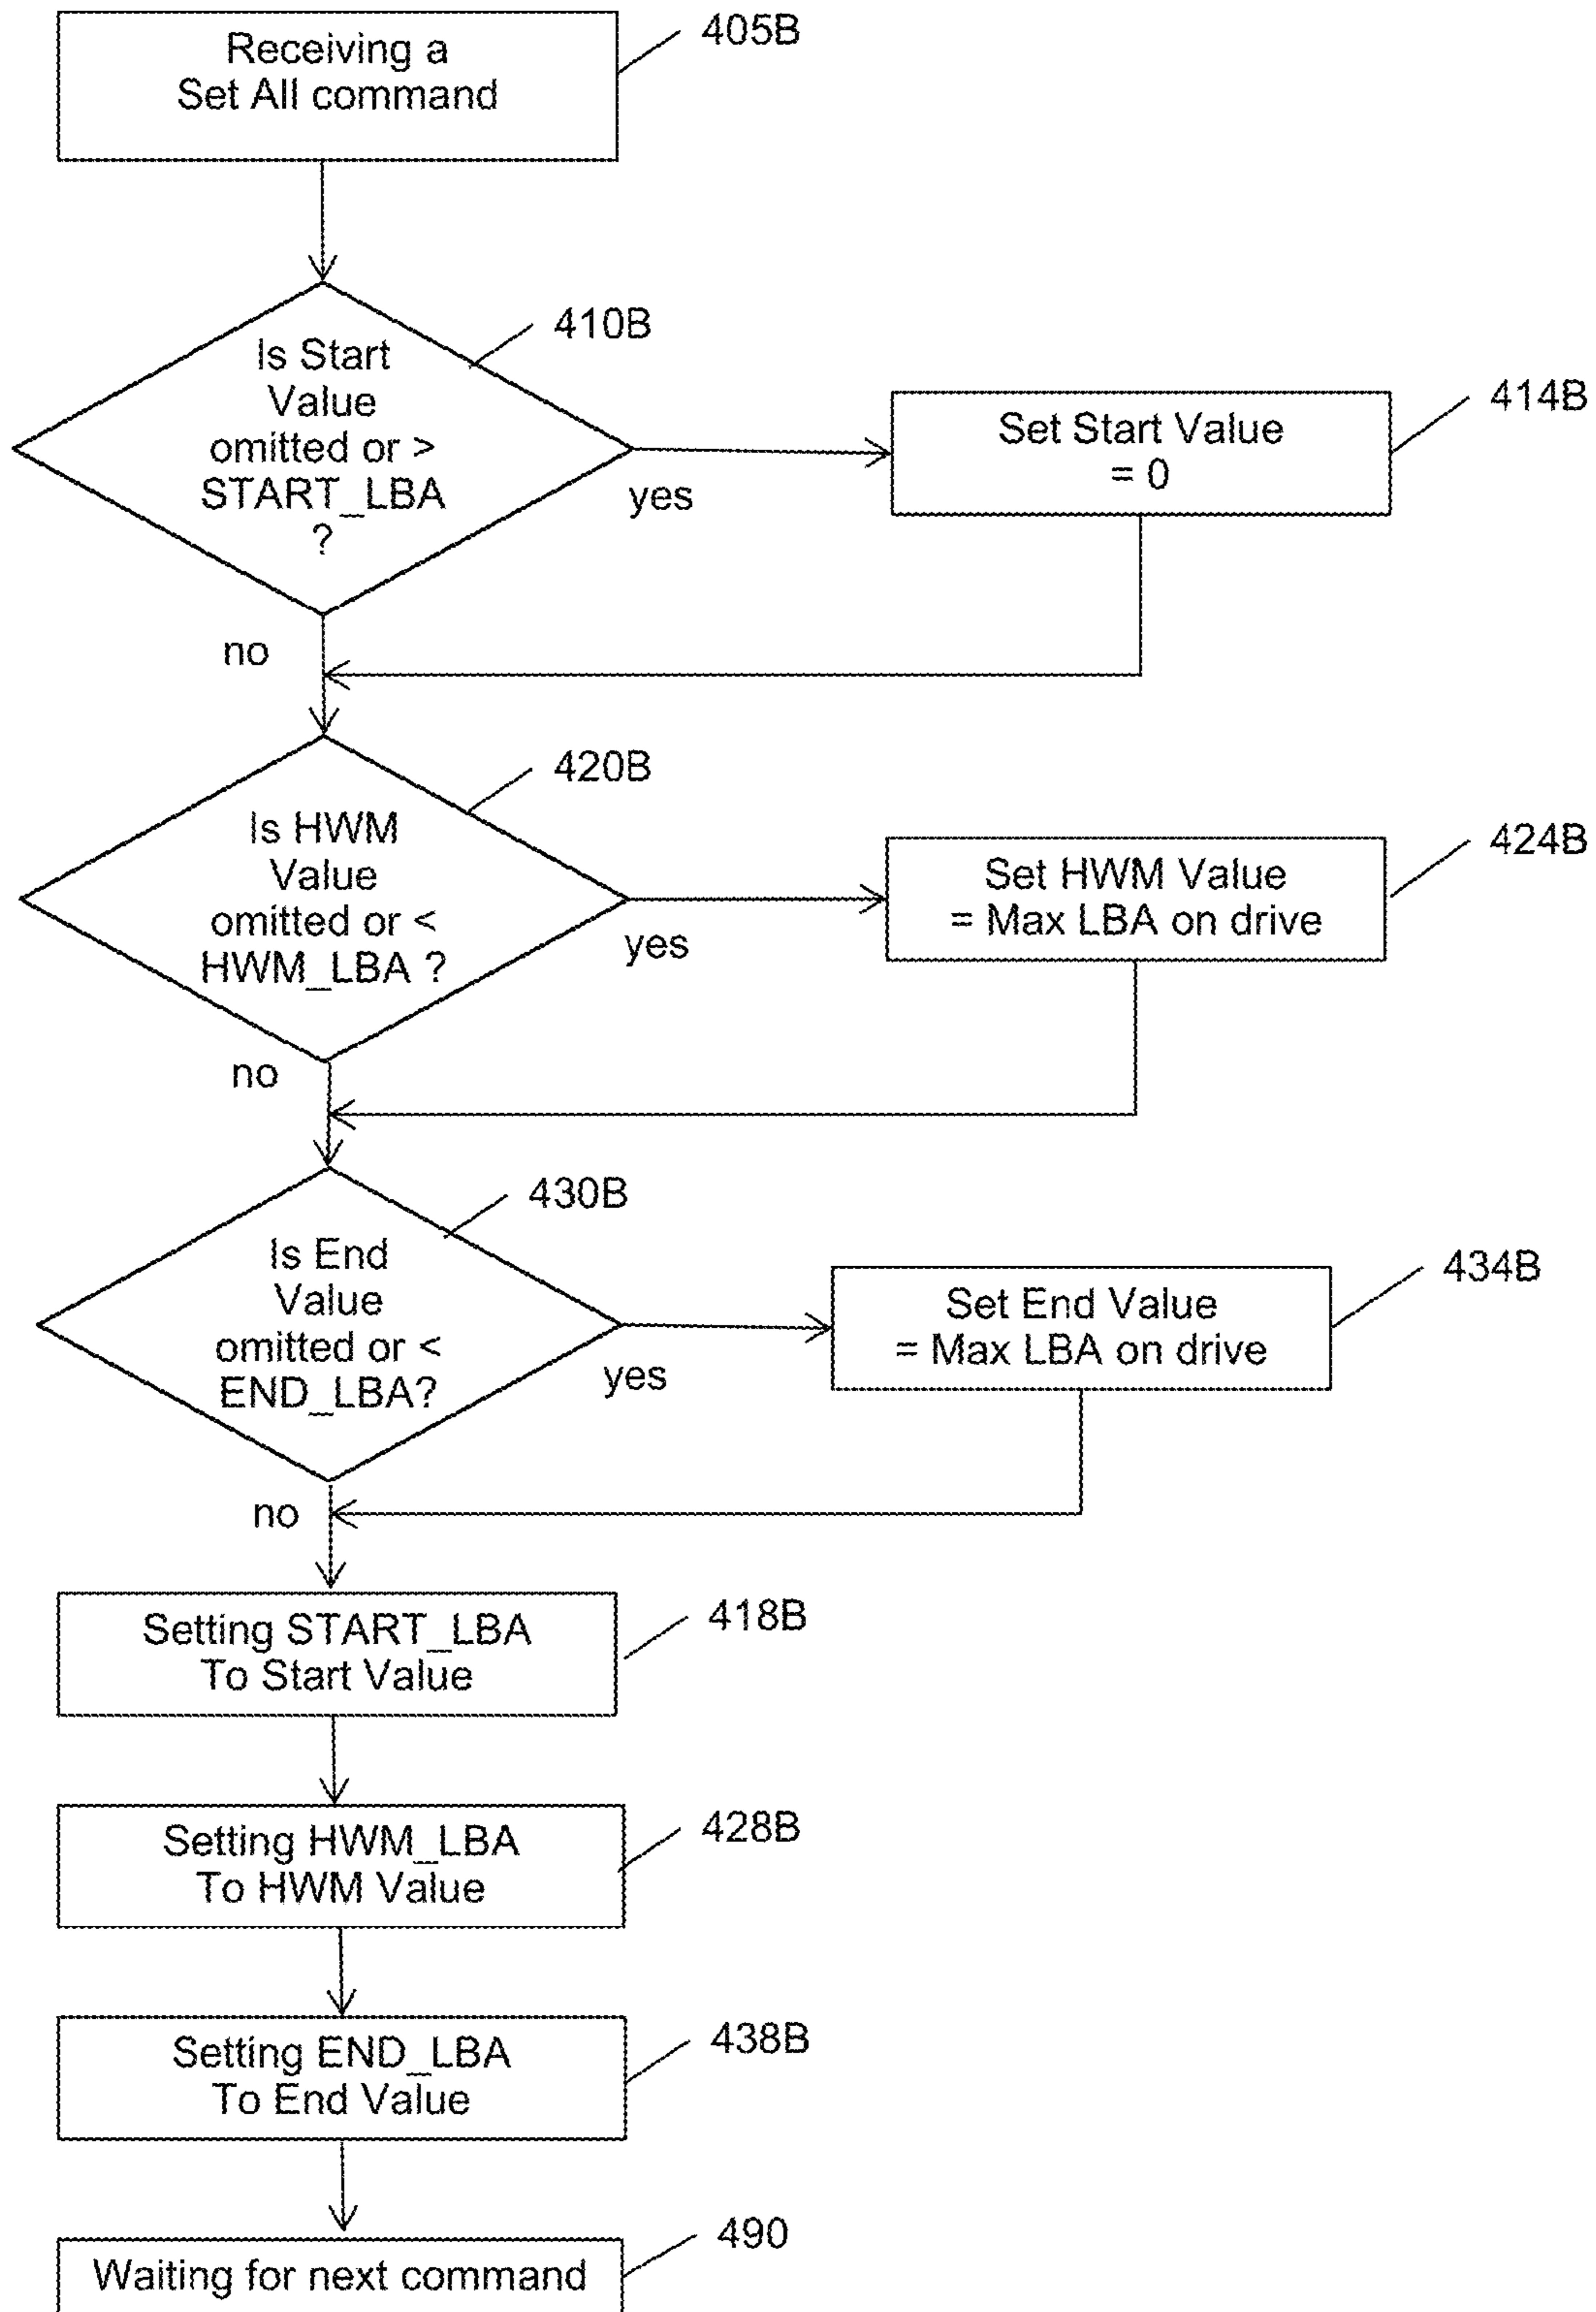 Receiving a
Set All command
405B
410B
Is Start
Value
omitted or >
START_LBA
?
yes
no
Set Start Value
= 0
414B
420B
Is HWM
Value
omitted or <
HWM_LBA ?
yes
no
Set HWM Value
= Max LBA on drive
424B
430B
Is End
Value
omitted or <
END_LBA?
yes
no
Set End Value
= Max LBA on drive
434B
Setting START_LBA
To Start Value
418B
Setting HWM_LBA
To HWM Value
428B
Setting END_LBA
To End Value
438B
Waiting for next command
490